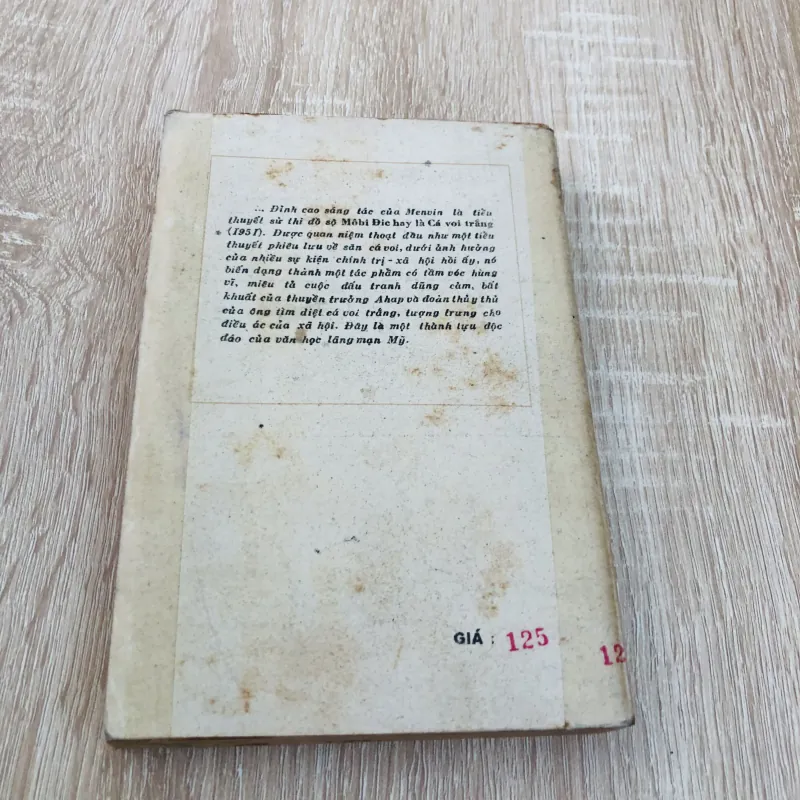 ... Đỉnh cao sáng tác của Menvin là tiểu
thuyết sử thi đồ sộ Môbi Đic hay là Cá voi trắng
(1951). Được quan niệm thoạt đầu như một tiểu
thuyết phiêu lưu về săn cá voi, dưới ảnh hưởng
của nhiều sự kiện chính trị - xã hội hồi ấy, nó
biến dạng thành một tác phẩm có tầm vóc hùng
vĩ, miêu tả cuộc đấu tranh dũng cảm, bất
khuất của thuyền trưởng Ahap và đoàn thủy thủ
của ông tìm diệt cá voi trắng, tượng trưng cho
điều ác của xã hội. Đây là một thành tựu độc
đáo của văn học lãng mạn Mỹ.
GIÁ : 125
12